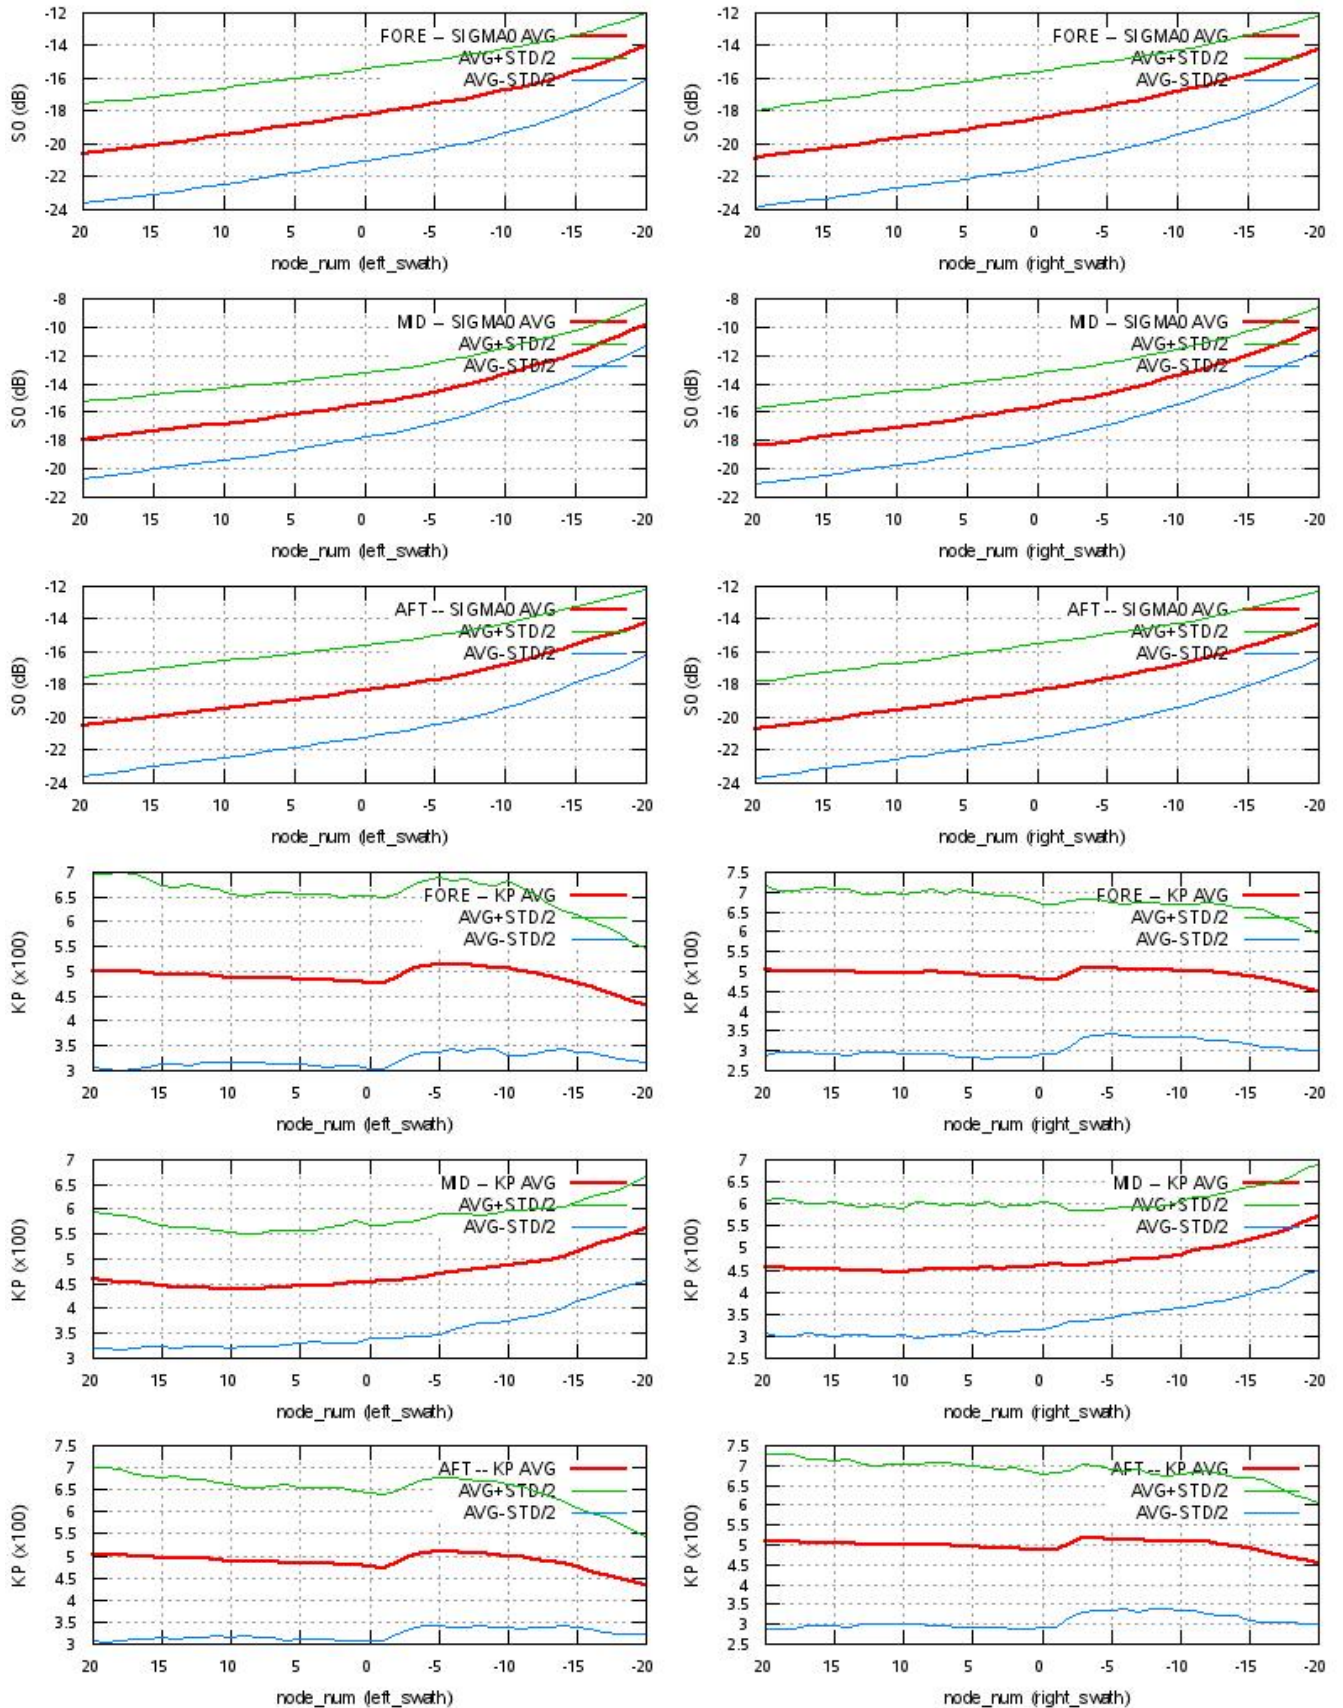 -12
-14
-16
-18
-20
-22
-24
S0 (dB)
FORE -- SIGMA0 AVG
AVG+STD/2
AVG-STD/2
20 15 10 5 0 -5 -10 -15 -20
node_num (left_swath)
-12
-14
-16
-18
-20
-22
-24
S0 (dB)
FORE -- SIGMA0 AVG
AVG+STD/2
AVG-STD/2
20 15 10 5 0 -5 -10 -15 -20
node_num (right_swath)
-8
-10
-12
-14
-16
-18
-20
-22
S0 (dB)
MID -- SIGMA0 AVG
AVG+STD/2
AVG-STD/2
20 15 10 5 0 -5 -10 -15 -20
node_num (left_swath)
-8
-10
-12
-14
-16
-18
-20
-22
S0 (dB)
MID -- SIGMA0 AVG
AVG+STD/2
AVG-STD/2
20 15 10 5 0 -5 -10 -15 -20
node_num (right_swath)
-12
-14
-16
-18
-20
-22
-24
S0 (dB)
AFT -- SIGMA0 AVG
AVG+STD/2
AVG-STD/2
20 15 10 5 0 -5 -10 -15 -20
node_num (left_swath)
-12
-14
-16
-18
-20
-22
-24
S0 (dB)
AFT -- SIGMA0 AVG
AVG+STD/2
AVG-STD/2
20 15 10 5 0 -5 -10 -15 -20
node_num (right_swath)
7
6.5
6
5.5
5
4.5
4
3.5
3
KP (x100)
FORE -- KP AVG
AVG+STD/2
AVG-STD/2
20 15 10 5 0 -5 -10 -15 -20
node_num (left_swath)
7.5
7
6.5
6
5.5
5
4.5
4
3.5
3
2.5
KP (x100)
FORE -- KP AVG
AVG+STD/2
AVG-STD/2
20 15 10 5 0 -5 -10 -15 -20
node_num (right_swath)
7
6.5
6
5.5
5
4.5
4
3.5
3
KP (x100)
MID -- KP AVG
AVG+STD/2
AVG-STD/2
20 15 10 5 0 -5 -10 -15 -20
node_num (left_swath)
7
6.5
6
5.5
5
4.5
4
3.5
3
2.5
KP (x100)
MID -- KP AVG
AVG+STD/2
AVG-STD/2
20 15 10 5 0 -5 -10 -15 -20
node_num (right_swath)
7.5
7
6.5
6
5.5
5
4.5
4
3.5
3
KP (x100)
AFT -- KP AVG
AVG+STD/2
AVG-STD/2
20 15 10 5 0 -5 -10 -15 -20
node_num (left_swath)
7.5
7
6.5
6
5.5
5
4.5
4
3.5
3
2.5
KP (x100)
AFT -- KP AVG
AVG+STD/2
AVG-STD/2
20 15 10 5 0 -5 -10 -15 -20
node_num (right_swath)